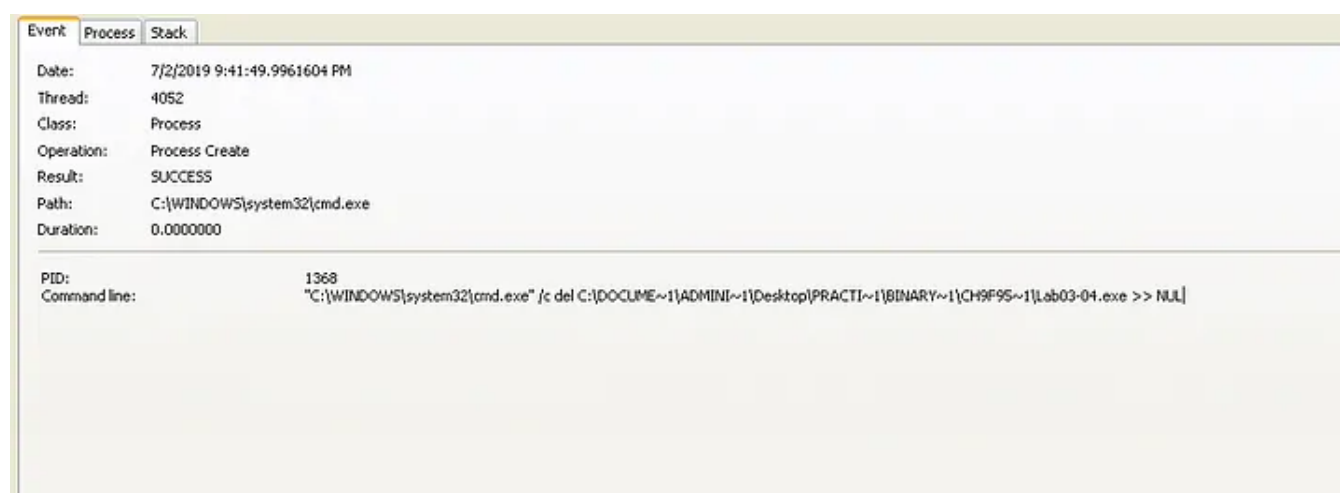 Event Process Stack
Date: 7/2/2019 9:41:49.9961604 PM
Thread: 4052
Class: Process
Operation: Process Create
Result: SUCCESS
Path: C:\WINDOWS\system32\cmd.exe
Duration: 0.0000000
PID: 1368
Command line: "C:\WINDOWS\system32\cmd.exe" /c del C:\DOCUME~1\ADMINI~1\Desktop\PRACTI~1\BINARY~1\CH9F95~1\Lab03-04.exe >> NUL